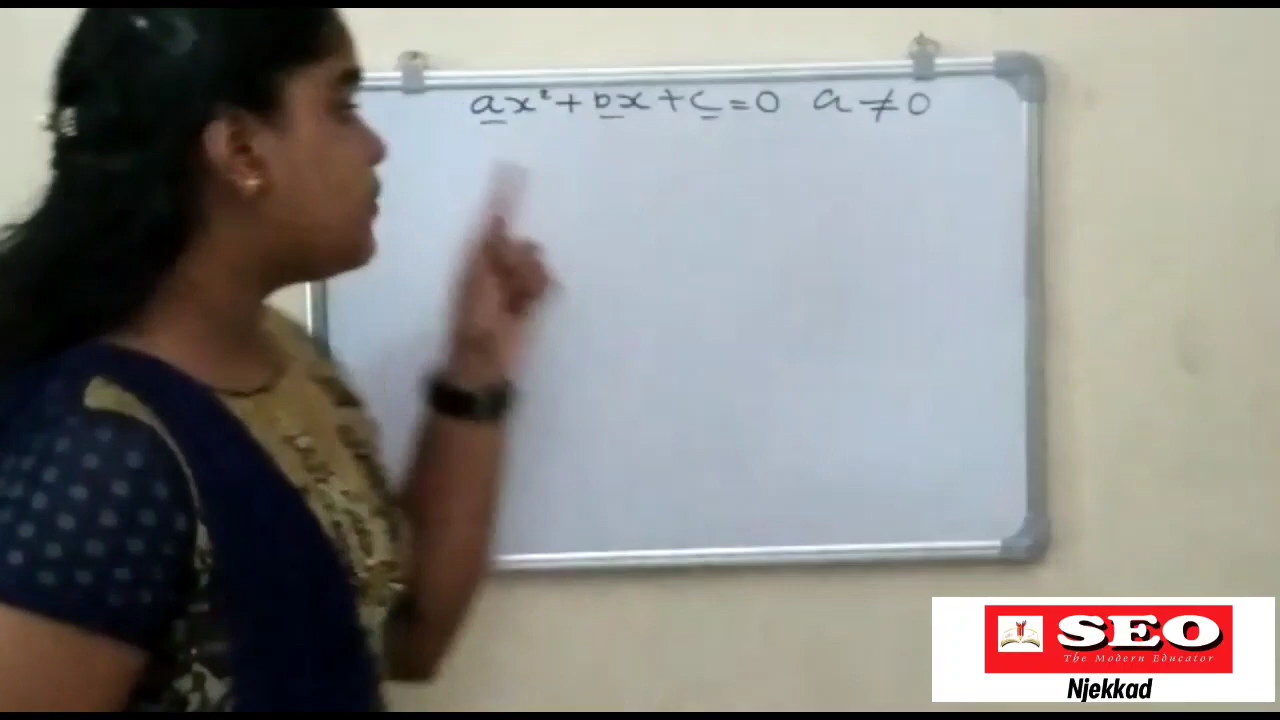 ax² + bx + c = 0 a ≠ 0
SEO
The Modern Educator
Njekkad